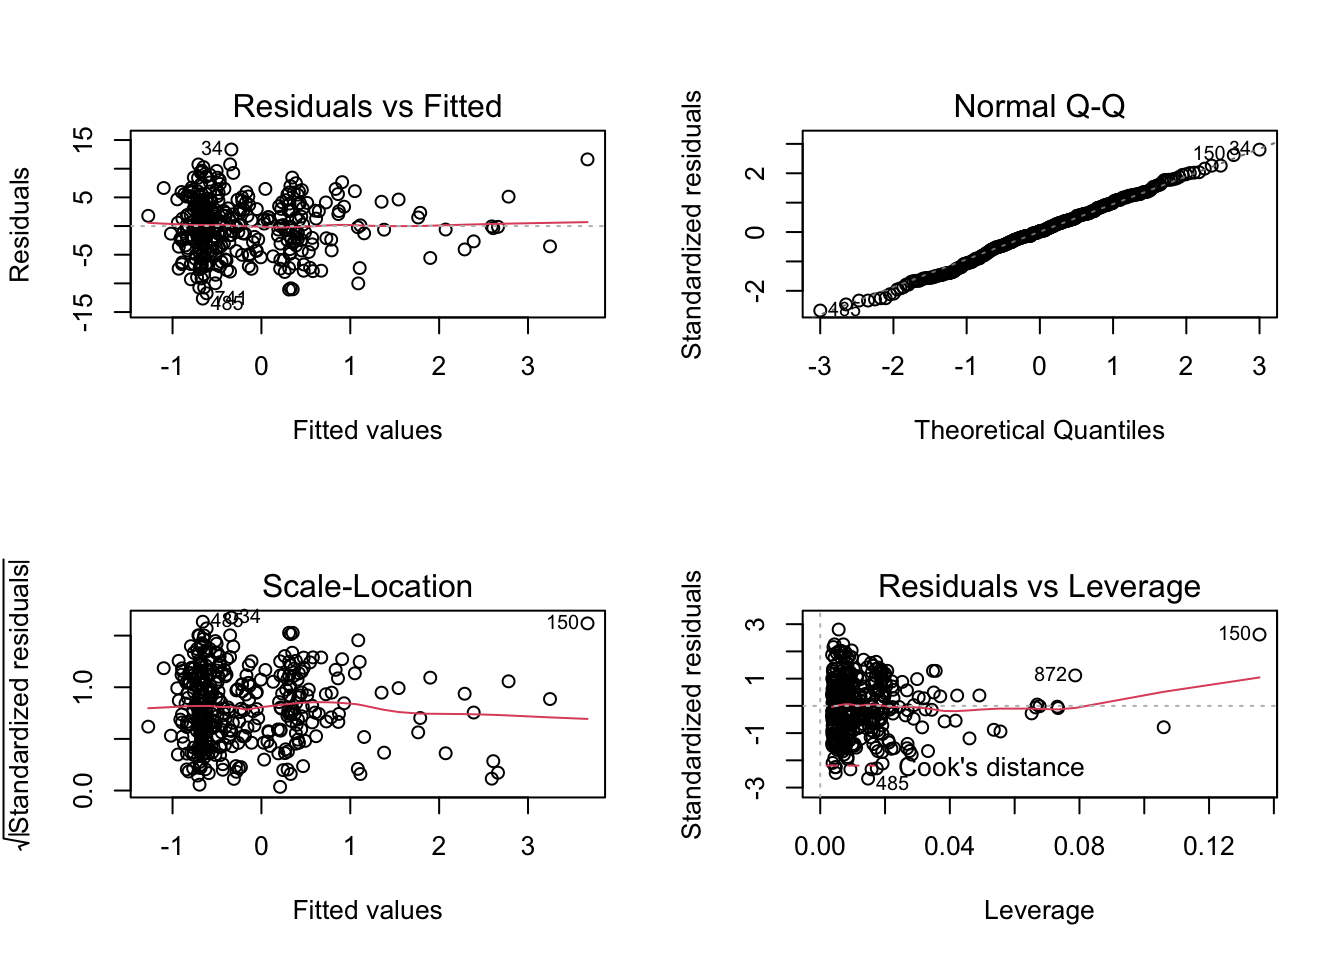 Residuals vs Fitted
Residuals
15
5
-5
-15
34
741
485
-1 0 1 2 3
Fitted values
Normal Q-Q
Standardized residuals
2
0
-2
150 34
485
-3 -2 -1 0 1 2 3
Theoretical Quantiles
Scale-Location
√|Standardized residuals|
1.0
0.0
485 34
150
-1 0 1 2 3
Fitted values
Residuals vs Leverage
Standardized residuals
3
1
-1
-3
150
872
Cook's distance
485
0.00 0.04 0.08 0.12
Leverage